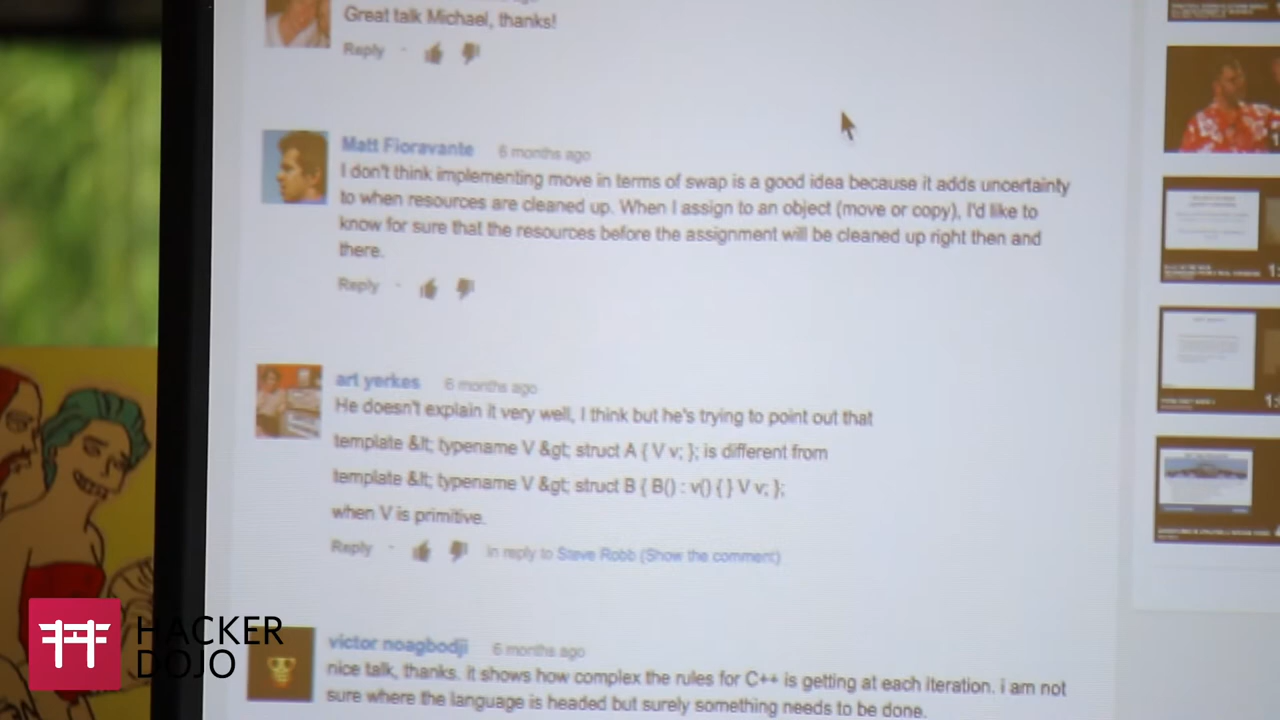 Great talk Michael, thanks!
Reply
Matt Fioravante 6 months ago
I don't think implementing move in terms of swap is a good idea because it adds uncertainty
to when resources are cleaned up. When I assign to an object (move or copy), I'd like to
know for sure that the resources before the assignment will be cleaned up right then and
there.
Reply
art yerkes 6 months ago
He doesn't explain it very well, I think but he's trying to point out that
template &lt; typename V &gt; struct A { V v; }; is different from
template &lt; typename V &gt; struct B { B() : v() { } V v; };
when V is primitive.
Reply in reply to Steve Robb (Show the comment)
victor noagbodji 6 months ago
nice talk, thanks. it shows how complex the rules for C++ is getting at each iteration. i am not
sure where the language is headed but surely something needs to be done.
HACKER
DOJO